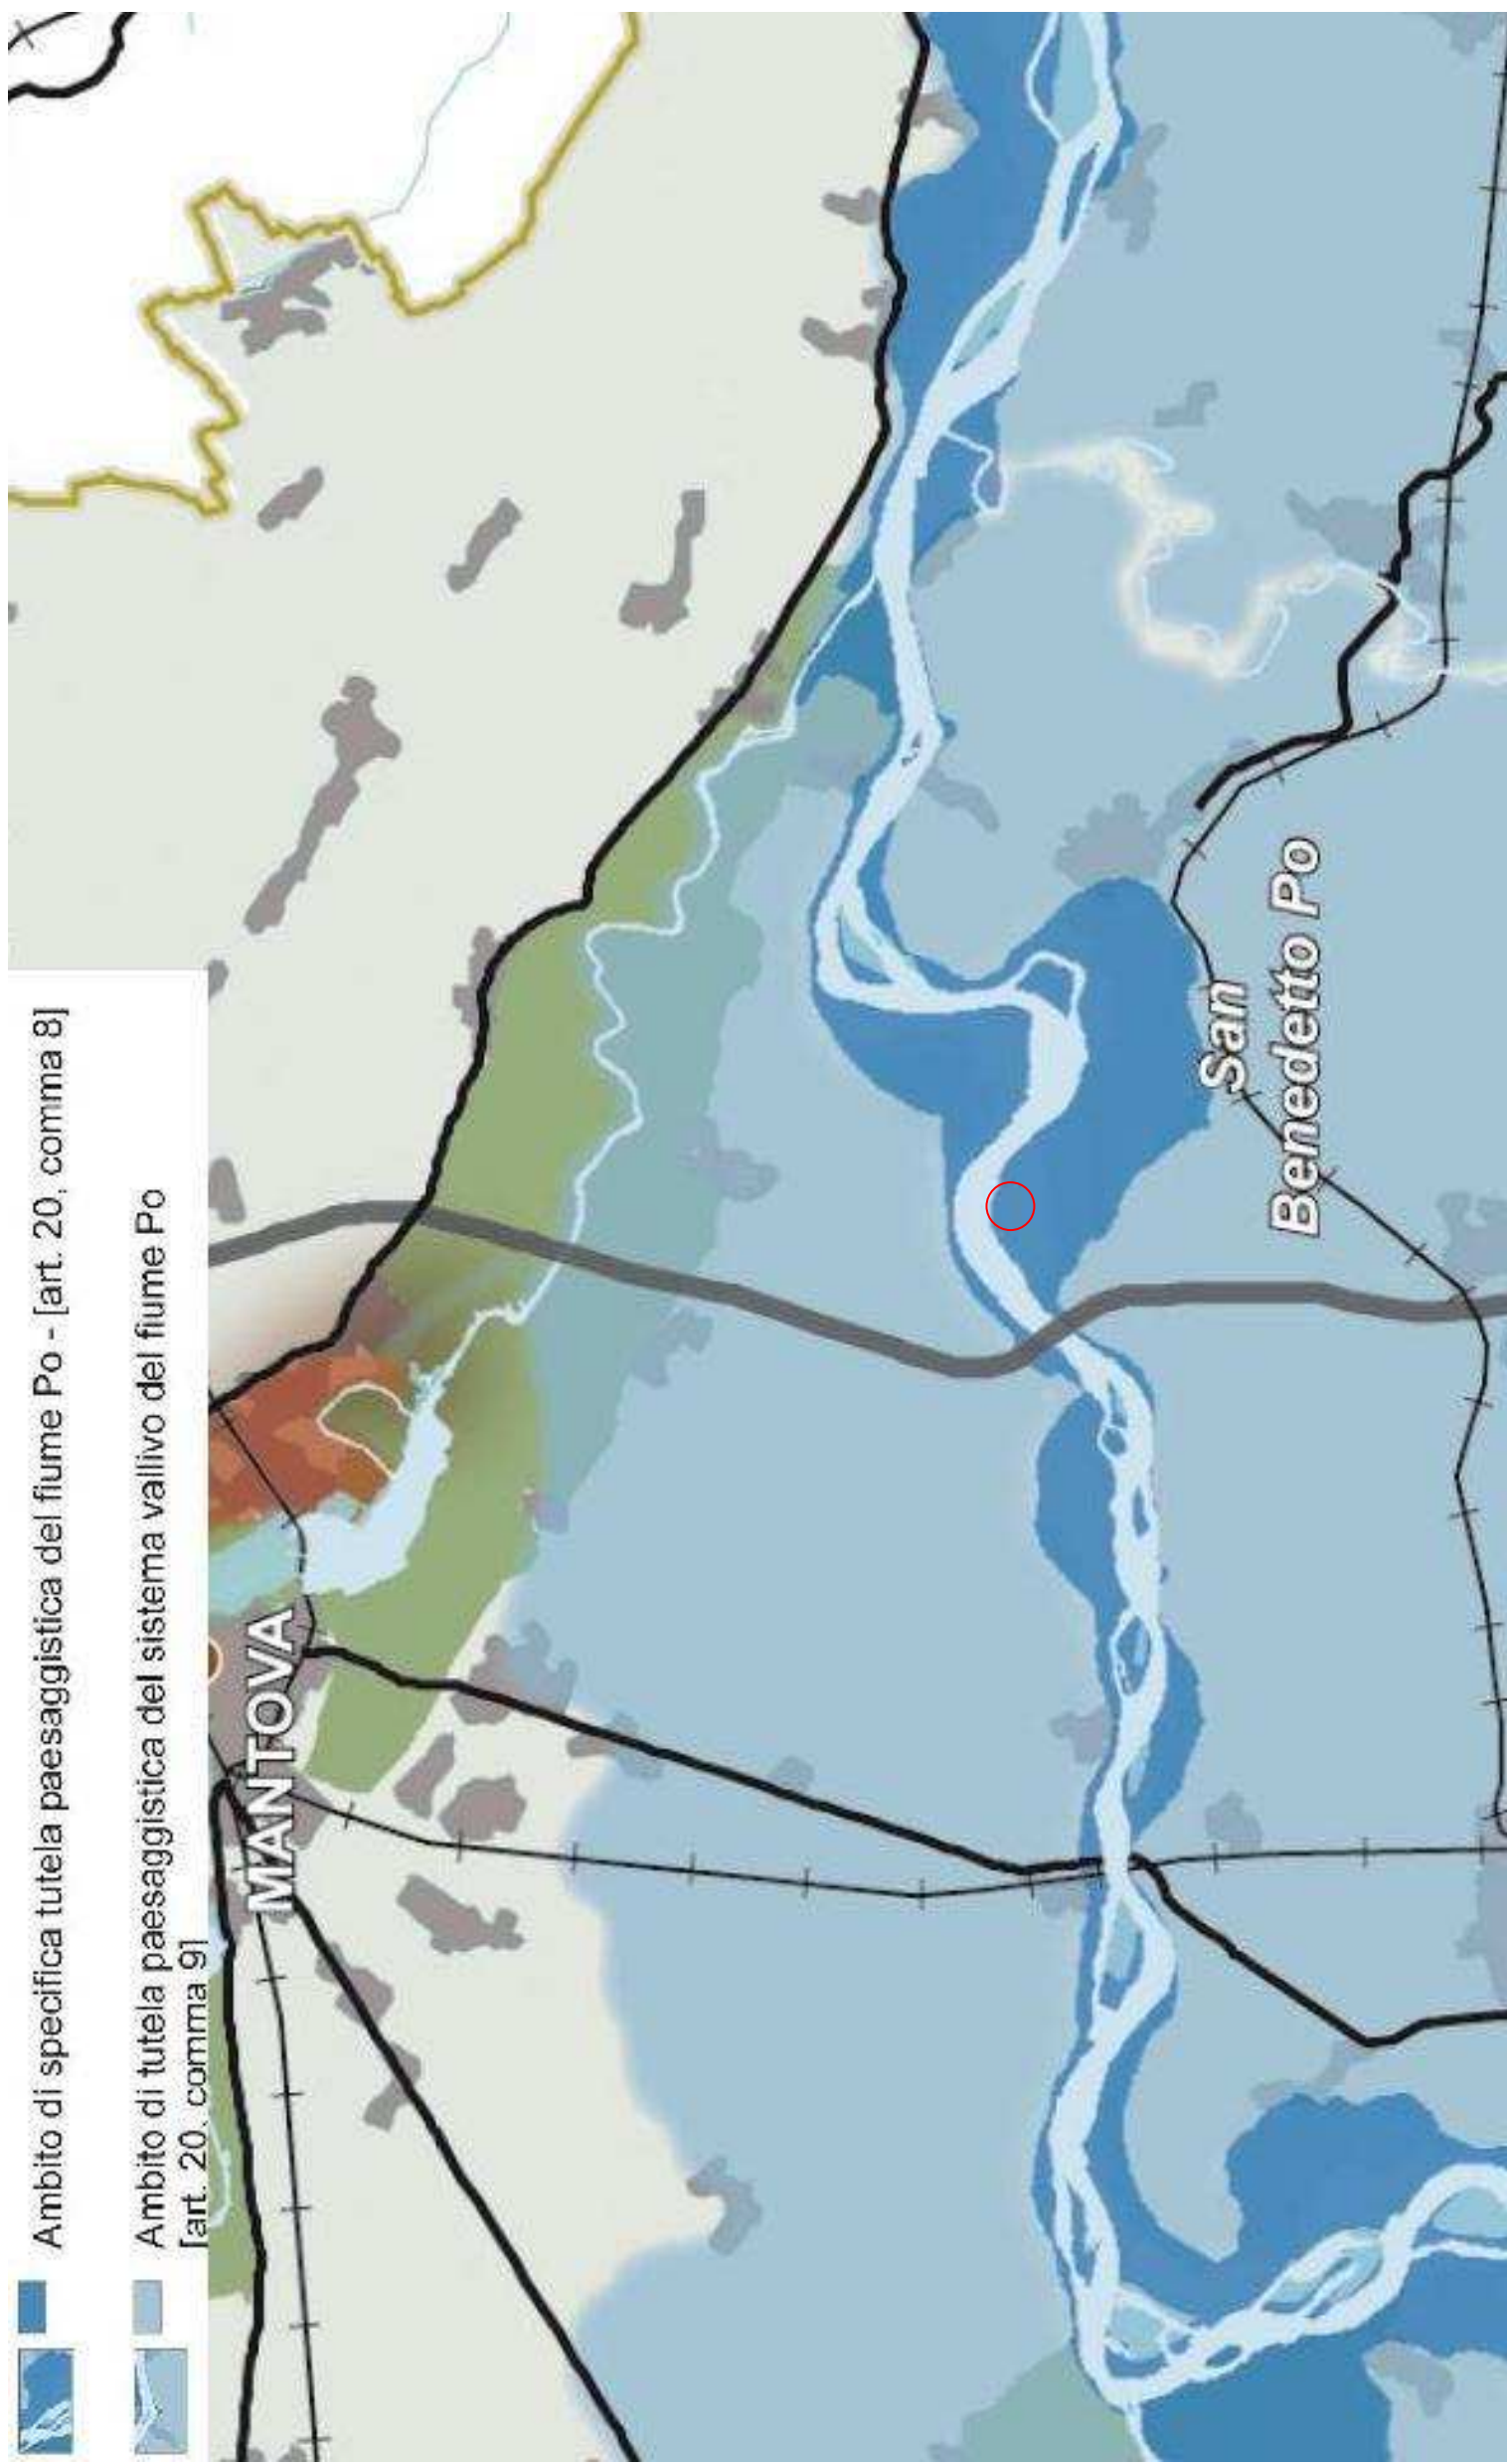 Ambito di specifica tutela paesaggistica del fiume Po - [art. 20, comma 8]
Ambito di tutela paesaggistica del sistema vallivo del fiume Po
[art. 20. comma 9]
MANTOVA
San
Benedetto Po